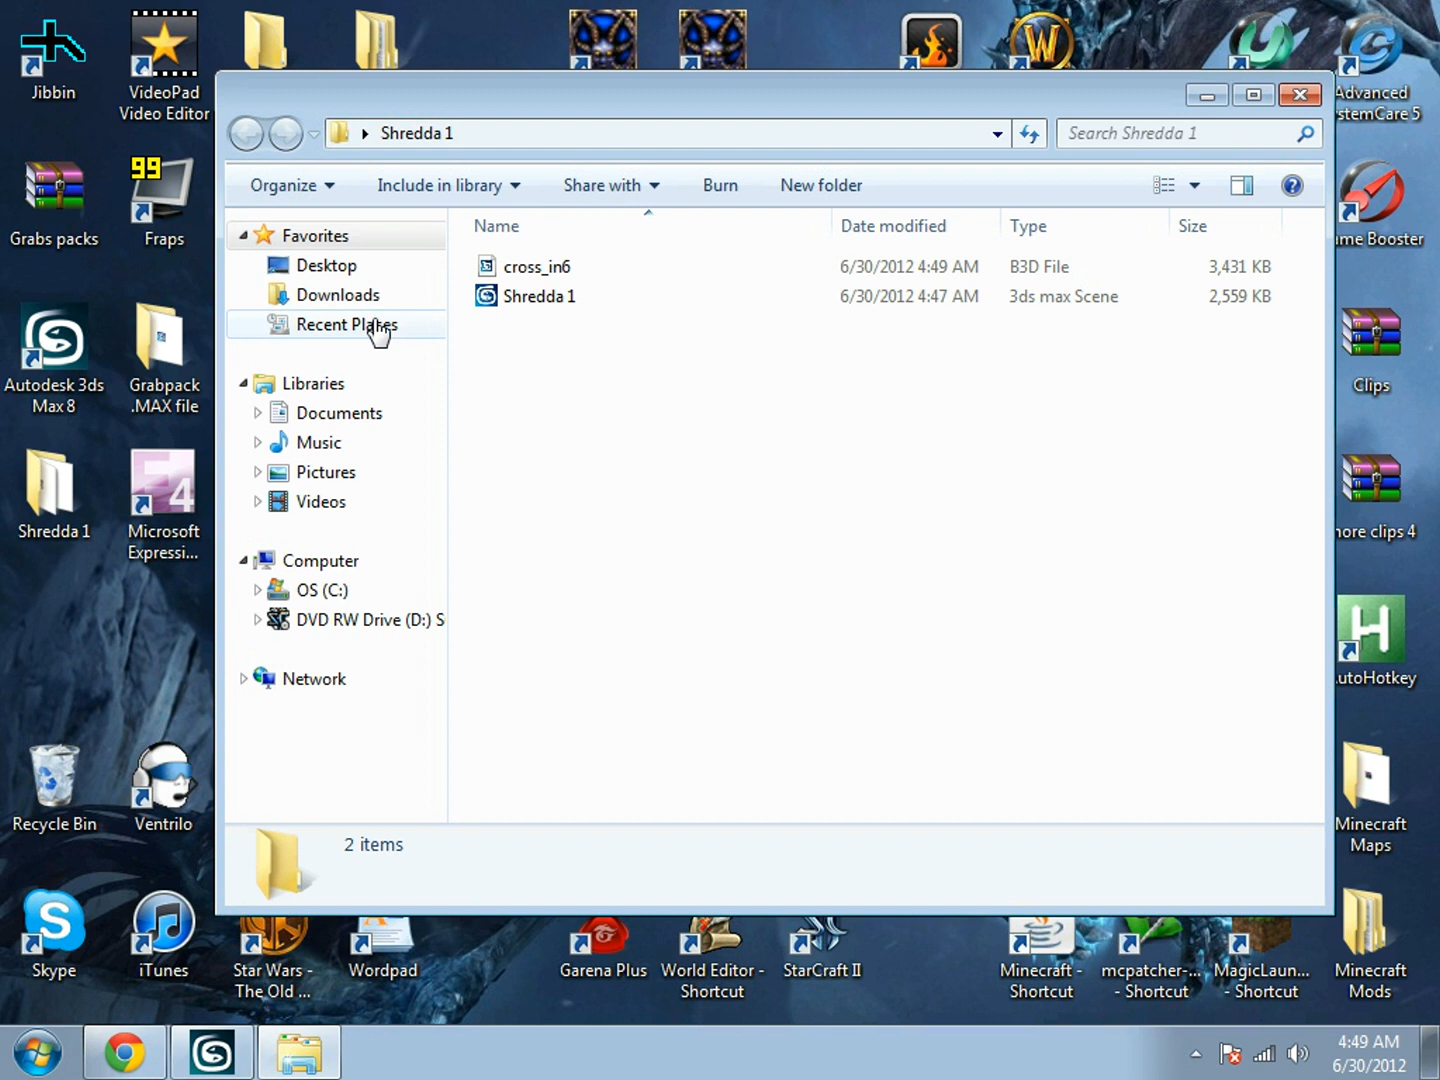 Jibbin
VideoPad
Video Editor
Advanced
stemCare 5
Shredda 1
Search Shredda 1
99
Organize
Include in library
Share with
Burn
New folder
Grabs packs
Fraps
me Booster
Favorites
Desktop
Downloads
Recent Places
Libraries
Documents
Music
Pictures
Videos
Computer
OS (C:)
DVD RW Drive (D:) S
Network
Name
Date modified
Type
Size
cross_in6
6/30/2012 4:49 AM
B3D File
3,431 KB
Shredda 1
6/30/2012 4:47 AM
3ds max Scene
2,559 KB
Autodesk 3ds
Max 8
Grabpack
.MAX file
Clips
Shredda 1
Microsoft
Expressi...
4
ore clips 4
utoHotkey
Recycle Bin
Ventrilo
Minecraft
Maps
2 items
Skype
iTunes
Star Wars -
The Old ...
Wordpad
Garena Plus
World Editor -
Shortcut
StarCraft II
Minecraft -
Shortcut
mcpatcher-...
- Shortcut
MagicLaun...
- Shortcut
Minecraft
Mods
4:49 AM
6/30/2012